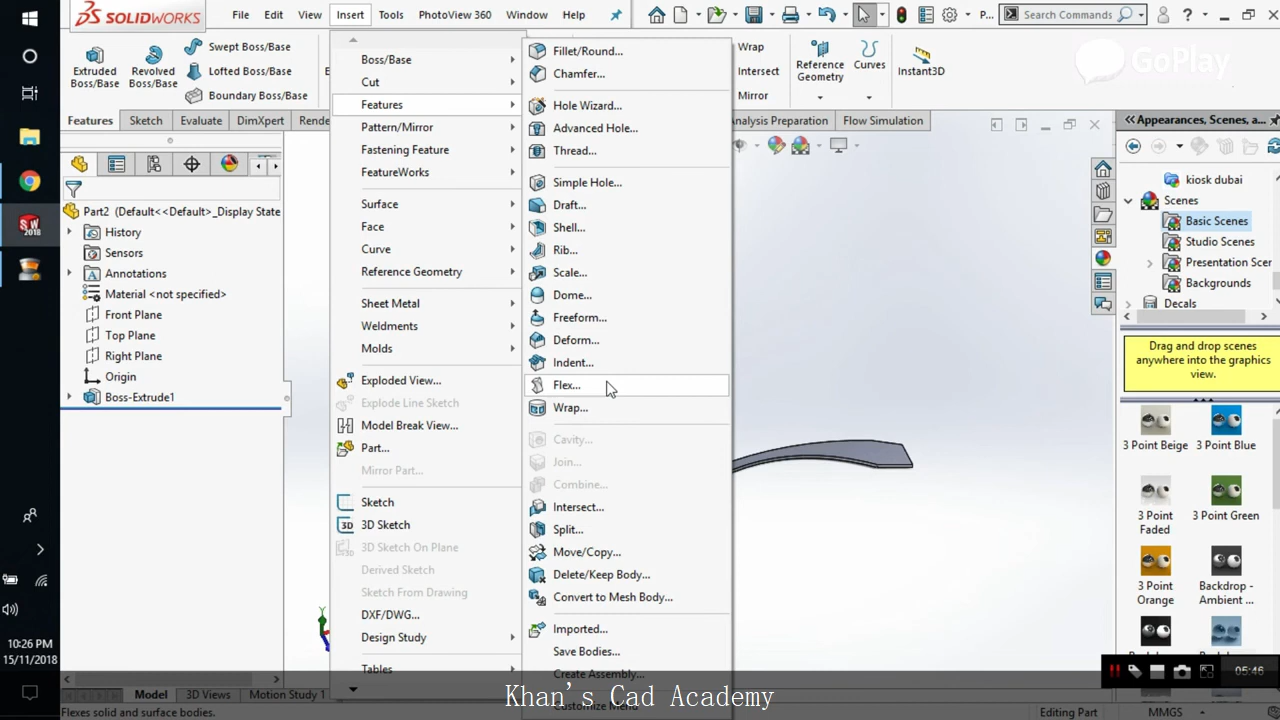 SOLIDWORKS
File Edit View Insert Tools PhotoView 360 Window Help
P...
Search Commands
?
Extruded Boss/Base
Revolved Boss/Base
Swept Boss/Base
Lofted Boss/Base
Boundary Boss/Base
Wrap
Intersect
Mirror
Reference Geometry
Curves
Instant3D
GoPlay
Features Sketch Evaluate DimXpert Rende
Analysis Preparation Flow Simulation
Part2 (Default<<Default>_Display State
History
Sensors
Annotations
Material <not specified>
Front Plane
Top Plane
Right Plane
Origin
Boss-Extrude1
Boss/Base
Cut
Features
Pattern/Mirror
Fastening Feature
FeatureWorks
Surface
Face
Curve
Reference Geometry
Sheet Metal
Weldments
Molds
Exploded View...
Explode Line Sketch
Model Break View...
Part...
Mirror Part...
Sketch
3D Sketch
3D Sketch On Plane
Derived Sketch
Sketch From Drawing
DXF/DWG...
Design Study
Tables
Fillet/Round...
Chamfer...
Hole Wizard...
Advanced Hole...
Thread...
Simple Hole...
Draft...
Shell...
Rib...
Scale...
Dome...
Freeform...
Deform...
Indent...
Flex...
Wrap...
Cavity...
Join...
Combine...
Intersect...
Split...
Move/Copy...
Delete/Keep Body...
Convert to Mesh Body...
Imported...
Save Bodies...
Create Assembly...
Customize Menu
Appearances, Scenes, a...
kiosk dubai
Scenes
Basic Scenes
Studio Scenes
Presentation Scer
Backgrounds
Decals
Drag and drop scenes
anywhere into the graphics
view.
3 Point Beige
3 Point Blue
3 Point Faded
3 Point Green
3 Point Orange
Backdrop - Ambient ...
10:26 PM
15/11/2018
05:46
Model 3D Views Motion Study 1
Khan's Cad Academy
Flexes solid and surface bodies.
Editing Part
MMGS